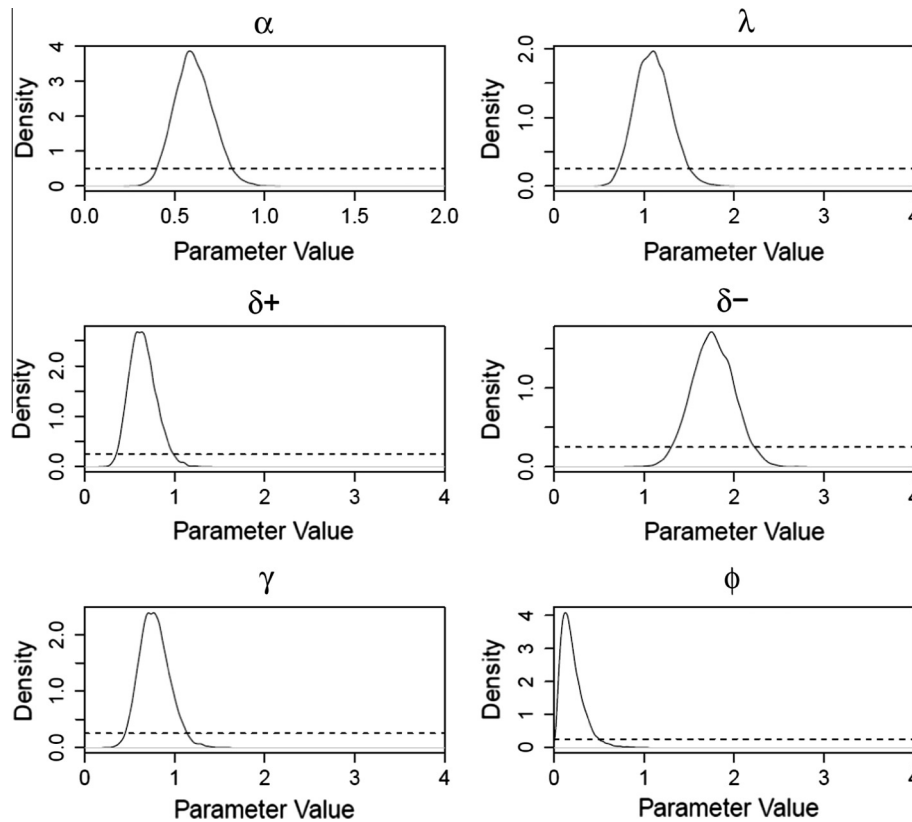 α
Density
0 1 2 3 4
0.0 0.5 1.0 1.5 2.0
Parameter Value
λ
Density
0.0 1.0 2.0
0 1 2 3 4
Parameter Value
δ+
Density
0.0 1.0 2.0
0 1 2 3 4
Parameter Value
δ−
Density
0.0 1.0
0 1 2 3 4
Parameter Value
γ
Density
0.0 1.0 2.0
0 1 2 3 4
Parameter Value
ϕ
Density
0 1 2 3 4
0 1 2 3 4
Parameter Value